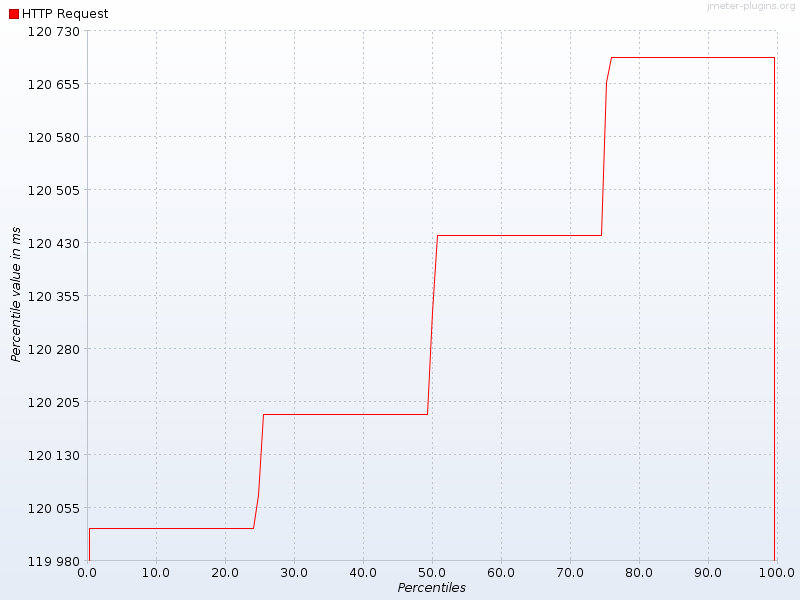 HTTP Request
jmeter-plugins.org
120 730
120 655
120 580
120 505
120 430
120 355
120 280
120 205
120 130
120 055
119 980
Percentile value in ms
0.0 10.0 20.0 30.0 40.0 50.0 60.0 70.0 80.0 90.0 100.0
Percentiles